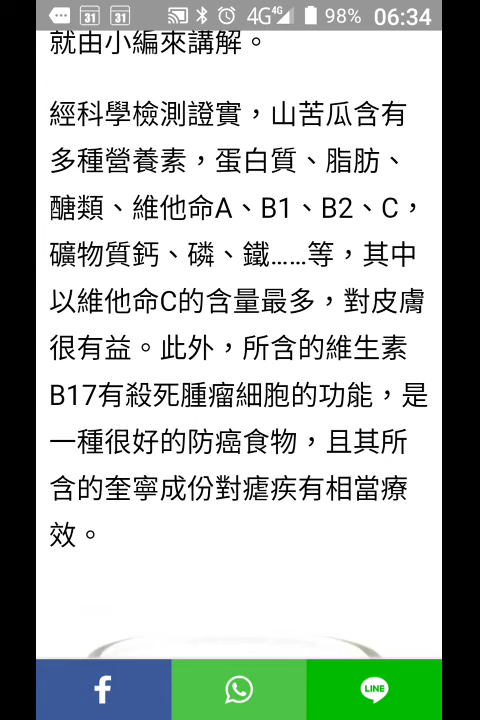 31 31 4G 4G 98% 06:34
就由小編來講解。
經科學檢測證實，山苦瓜含有
多種營養素，蛋白質、脂肪、
醣類、維他命A、B1、B2、C，
礦物質鈣、磷、鐵……等，其中
以維他命C的含量最多，對皮膚
很有益。此外，所含的維生素
B17有殺死腫瘤細胞的功能，是
一種很好的防癌食物，且其所
含的奎寧成份對瘧疾有相當療
效。
f LINE